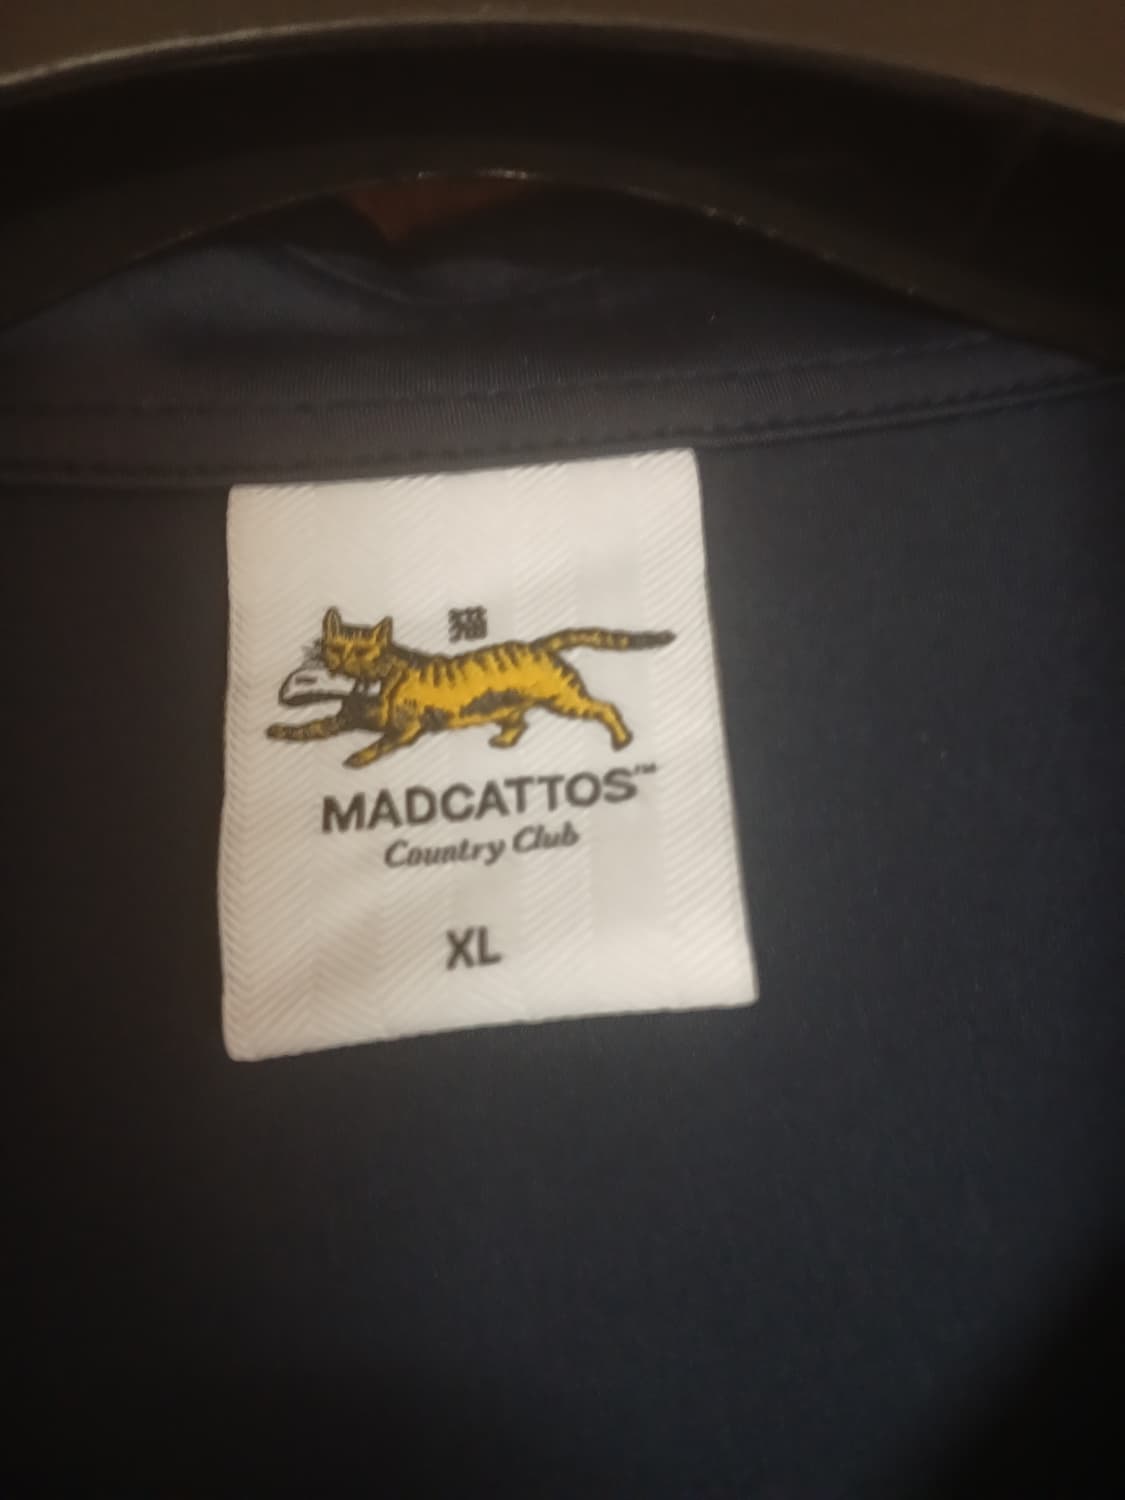 猫
MADCATTOS™
Country Club
XL